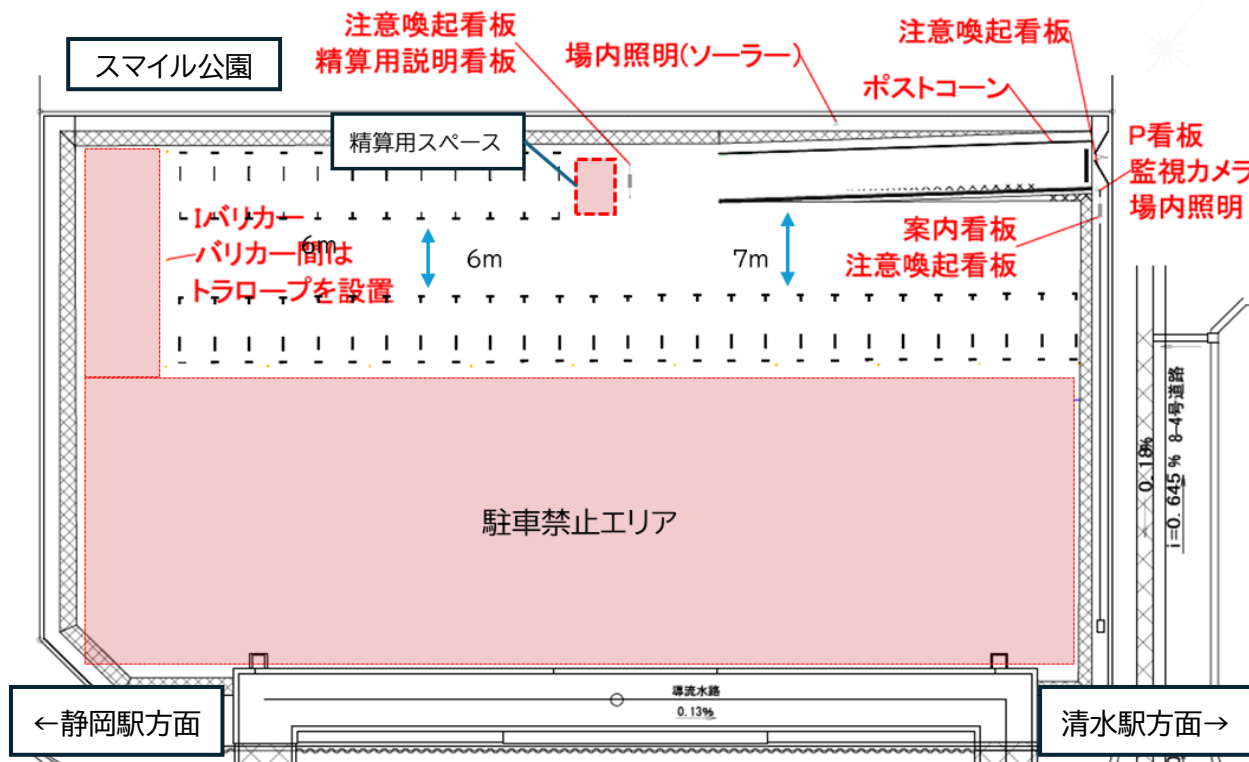 スマイル公園
注意喚起看板
精算用説明看板
場内照明(ソーラー)
注意喚起看板
ポストコーン
精算用スペース
P看板
監視カメラ
場内照明
Iバリカー
バリカー間は
トラロープを設置
6m
6m
7m
案内看板
注意喚起看板
駐車禁止エリア
0.18%
i=0.645% 8-4号道路
導流水路
0.13%
←静岡駅方面
清水駅方面→